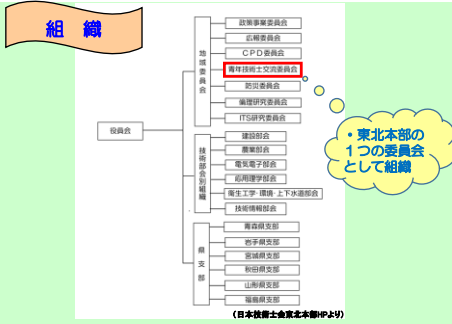 組 織
政策事業委員会
広報委員会
CPD委員会
青年技術士交流委員会
防災委員会
倫理研究委員会
ITS研究委員会
地域委員会
役員会
建設部会
農業部会
電気電子部会
応用理学部会
衛生工学・環境・上下水道部会
技術情報部会
技術部会別組織
青森県支部
岩手県支部
宮城県支部
秋田県支部
山形県支部
福島県支部
県支部
・東北本部の
1つの委員会
として組織
(日本技術士会東北本部HPより)